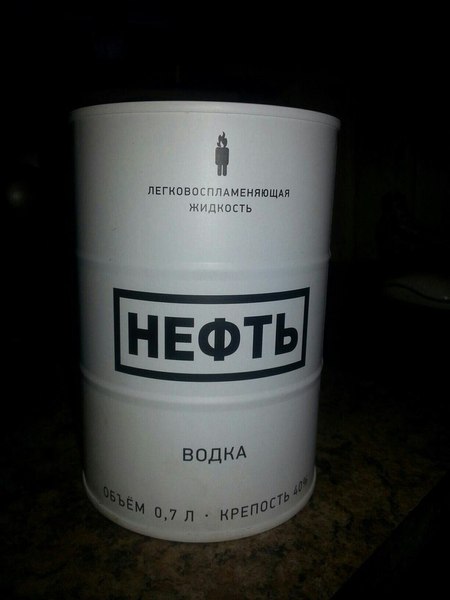 ЛЕГКОВОСПЛАМЕНЯЮЩАЯ
ЖИДКОСТЬ
НЕФТЬ
ВОДКА
ОБЪЁМ 0,7 Л · КРЕПОСТЬ 40%